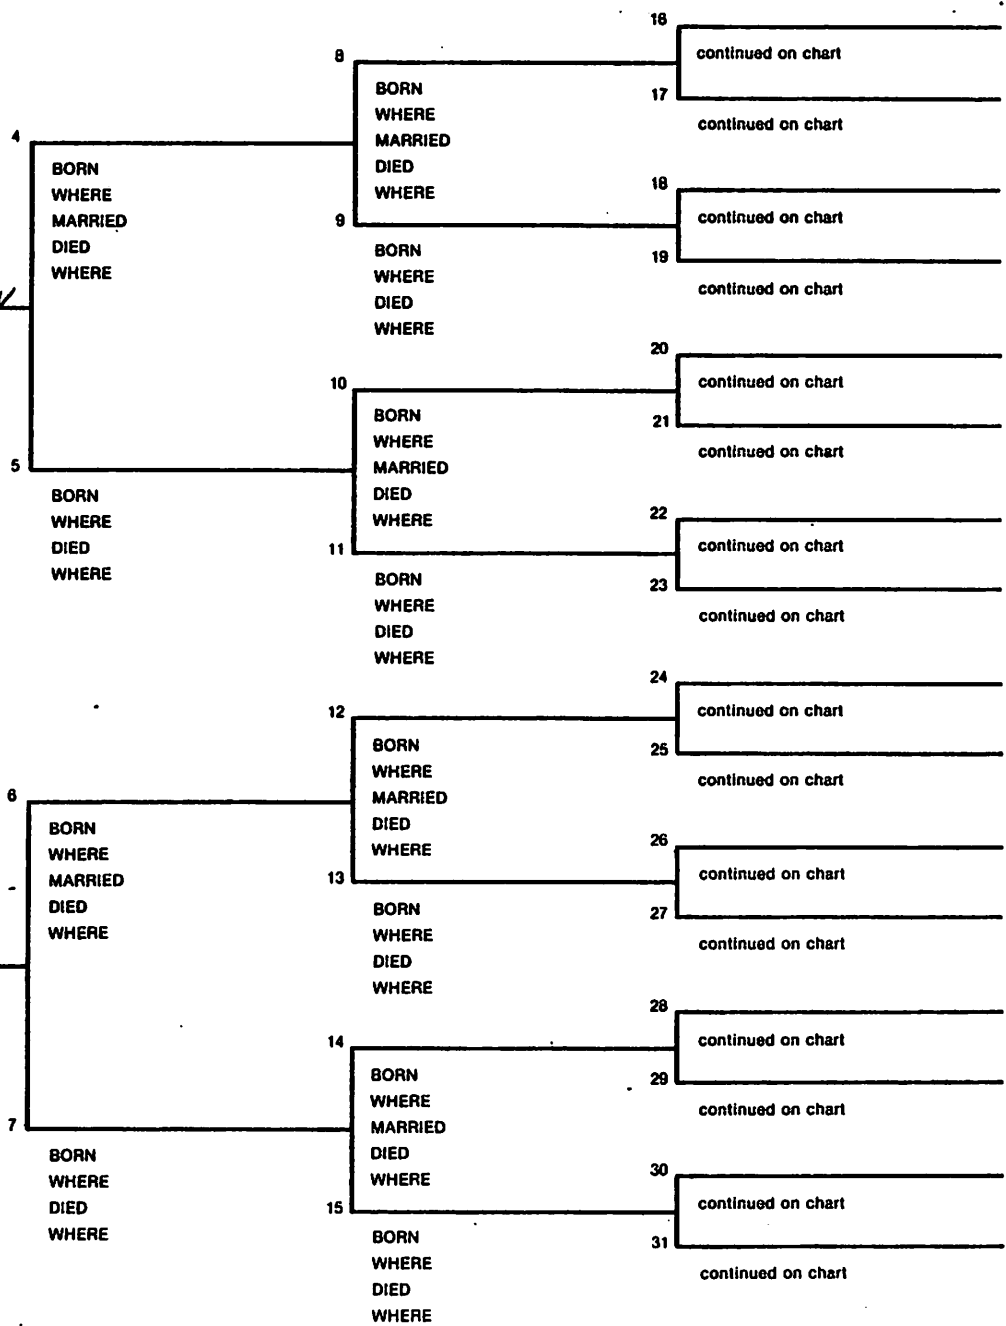 16
continued on chart
8
BORN
WHERE
MARRIED
DIED
WHERE
17
continued on chart
4
BORN
WHERE
MARRIED
DIED
WHERE
18
continued on chart
9
BORN
WHERE
DIED
WHERE
19
continued on chart
20
continued on chart
10
BORN
WHERE
MARRIED
DIED
WHERE
21
continued on chart
5
BORN
WHERE
DIED
WHERE
22
continued on chart
11
BORN
WHERE
DIED
WHERE
23
continued on chart
24
continued on chart
12
BORN
WHERE
MARRIED
DIED
WHERE
25
continued on chart
6
BORN
WHERE
MARRIED
DIED
WHERE
26
continued on chart
13
BORN
WHERE
DIED
WHERE
27
continued on chart
28
continued on chart
14
BORN
WHERE
MARRIED
DIED
WHERE
29
continued on chart
7
BORN
WHERE
DIED
WHERE
30
continued on chart
15
BORN
WHERE
DIED
WHERE
31
continued on chart